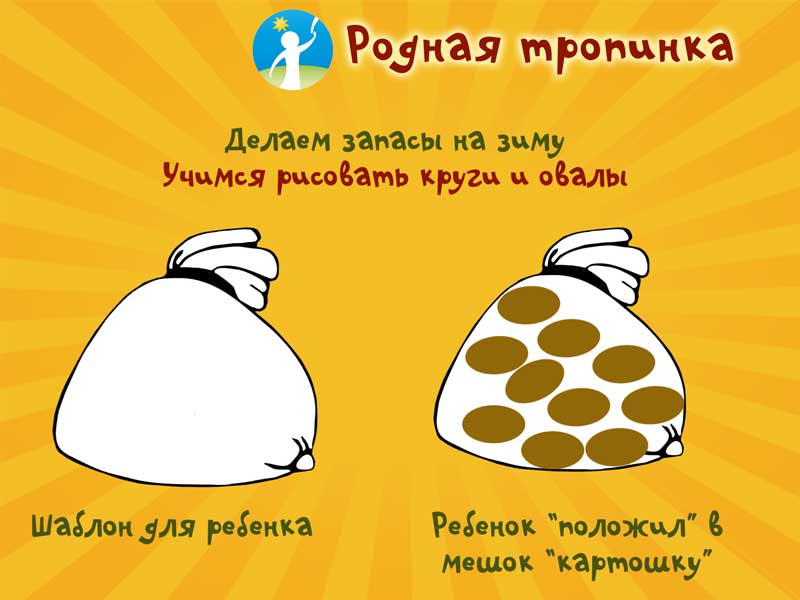 Родная тропинка
Делаем запасы на зиму
Учимся рисовать круги и овалы
Шаблон для ребенка
Ребенок "положил" в
мешок "картошку"